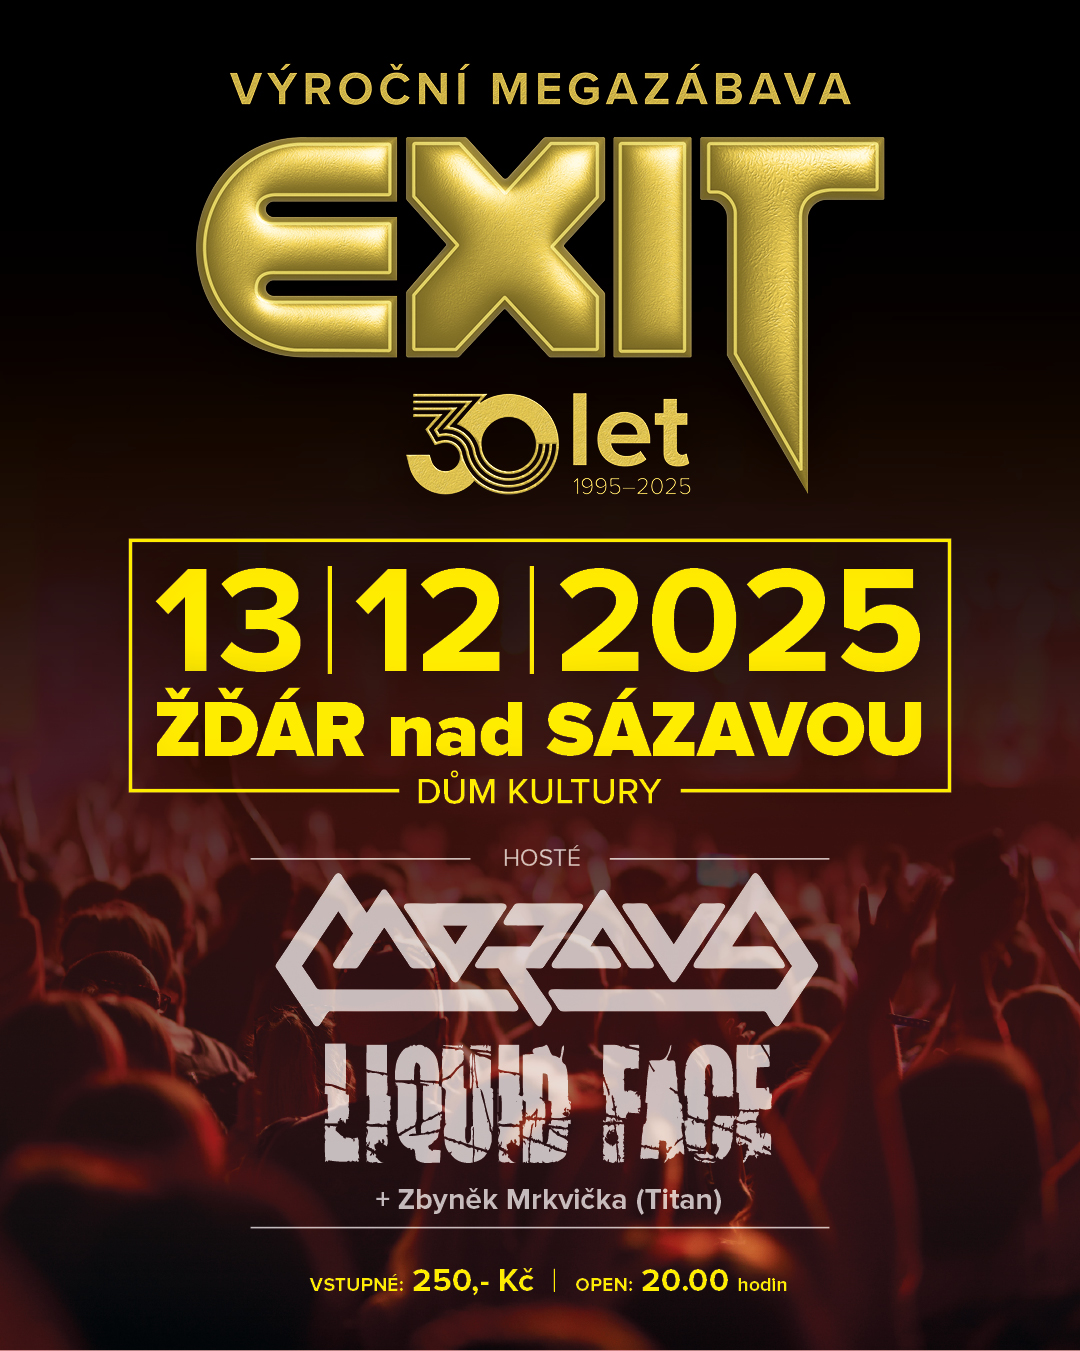 VÝROČNÍ MEGAZÁBAVA
EXIT
30 let
1995–2025
13|12|2025
ŽĎÁR nad SÁZAVOU
DŮM KULTURY
HOSTÉ
MORAVA
LIQUID FACE
+ Zbyněk Mrkvička (Titan)
VSTUPNÉ: 250,- Kč | OPEN: 20.00 hodin